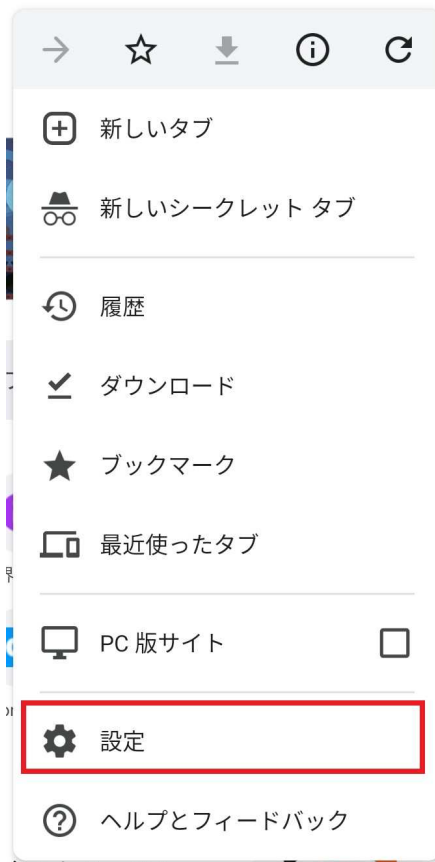 新しいタブ
新しいシークレット タブ
履歴
ダウンロード
ブックマーク
最近使ったタブ
PC 版サイト
設定
ヘルプとフィードバック